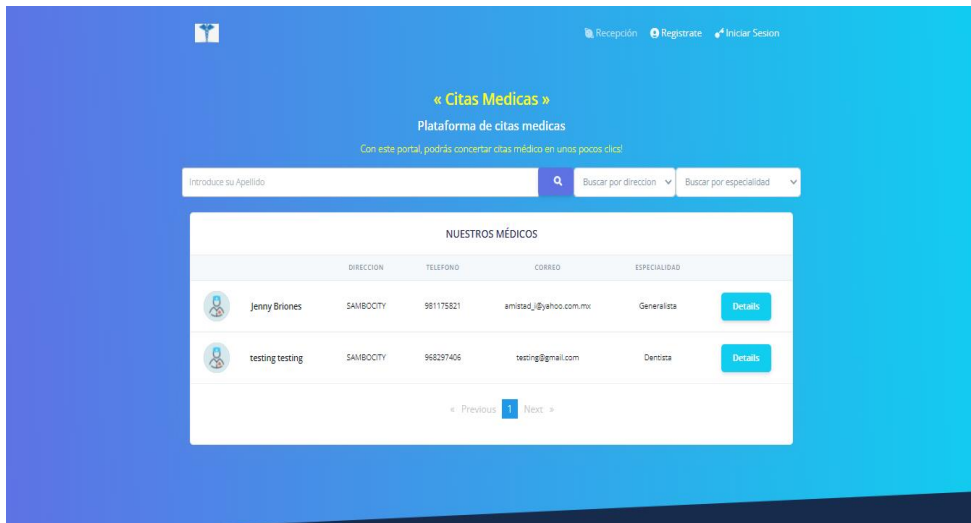 Recepción Registrate Iniciar Sesion
« Citas Medicas »
Plataforma de citas medicas
Con este portal, podrás concertar citas médico en unos pocos clics!
Introduce su Apellido Buscar por direccion Buscar por especialidad
NUESTROS MÉDICOS
DIRECCION TELEFONO CORREO ESPECIALIDAD
Jenny Briones SAMBOCITY 981175821 amistad_i@yahoo.com.mx Generalista Details
testing testing SAMBOCITY 968297406 testing@gmail.com Dentista Details
« Previous 1 Next »